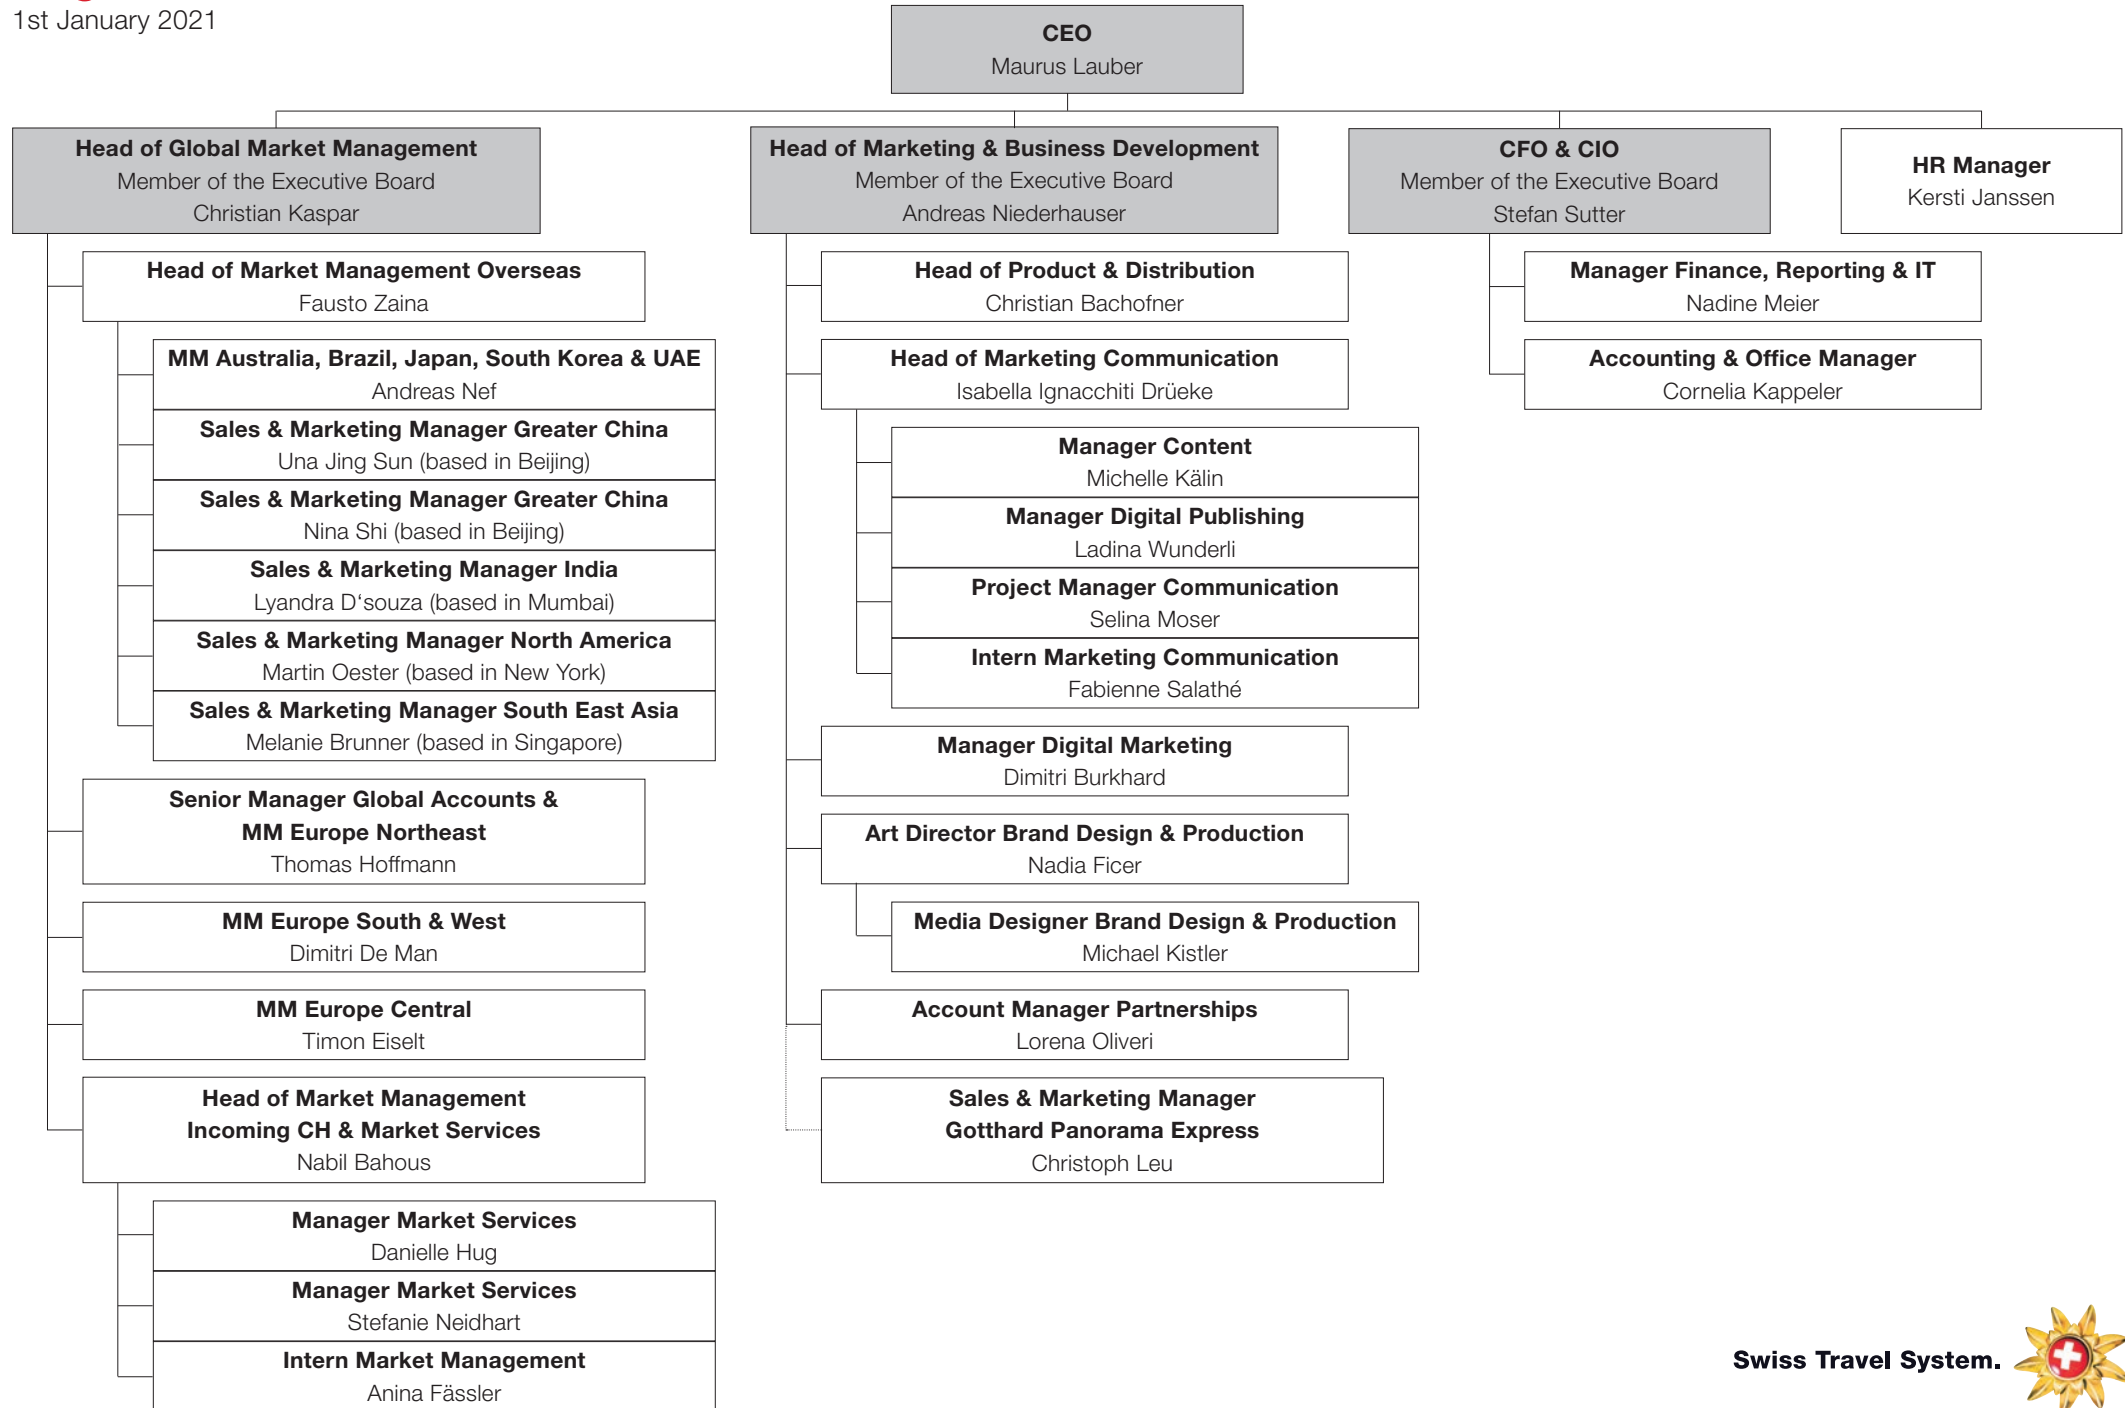 1st January 2021
CEO
Maurus Lauber
Head of Global Market Management
Member of the Executive Board
Christian Kaspar
Head of Marketing & Business Development
Member of the Executive Board
Andreas Niederhauser
CFO & CIO
Member of the Executive Board
Stefan Sutter
HR Manager
Kersti Janssen
Head of Market Management Overseas
Fausto Zaina
MM Australia, Brazil, Japan, South Korea & UAE
Andreas Nef
Sales & Marketing Manager Greater China
Una Jing Sun (based in Beijing)
Sales & Marketing Manager Greater China
Nina Shi (based in Beijing)
Sales & Marketing Manager India
Lyandra D‘souza (based in Mumbai)
Sales & Marketing Manager North America
Martin Oester (based in New York)
Sales & Marketing Manager South East Asia
Melanie Brunner (based in Singapore)
Senior Manager Global Accounts &
MM Europe Northeast
Thomas Hoffmann
MM Europe South & West
Dimitri De Man
MM Europe Central
Timon Eiselt
Head of Market Management
Incoming CH & Market Services
Nabil Bahous
Manager Market Services
Danielle Hug
Manager Market Services
Stefanie Neidhart
Intern Market Management
Anina Fässler
Head of Product & Distribution
Christian Bachofner
Head of Marketing Communication
Isabella Ignacchiti Drüeke
Manager Content
Michelle Kälin
Manager Digital Publishing
Ladina Wunderli
Project Manager Communication
Selina Moser
Intern Marketing Communication
Fabienne Salathé
Manager Digital Marketing
Dimitri Burkhard
Art Director Brand Design & Production
Nadia Ficer
Media Designer Brand Design & Production
Michael Kistler
Account Manager Partnerships
Lorena Oliveri
Sales & Marketing Manager
Gotthard Panorama Express
Christoph Leu
Manager Finance, Reporting & IT
Nadine Meier
Accounting & Office Manager
Cornelia Kappeler
Swiss Travel System.